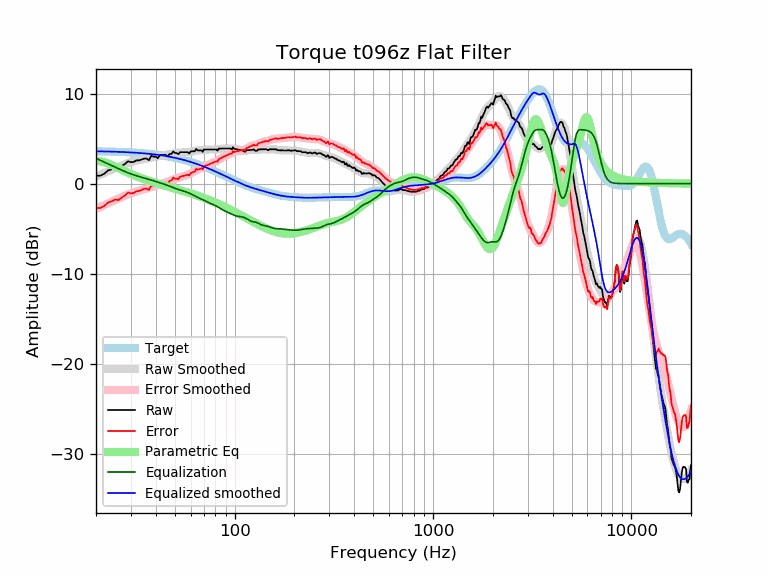 Torque t096z Flat Filter
Amplitude (dBr)
10
0
−10
−20
−30
Target
Raw Smoothed
Error Smoothed
Raw
Error
Parametric Eq
Equalization
Equalized smoothed
100
1000
10000
Frequency (Hz)